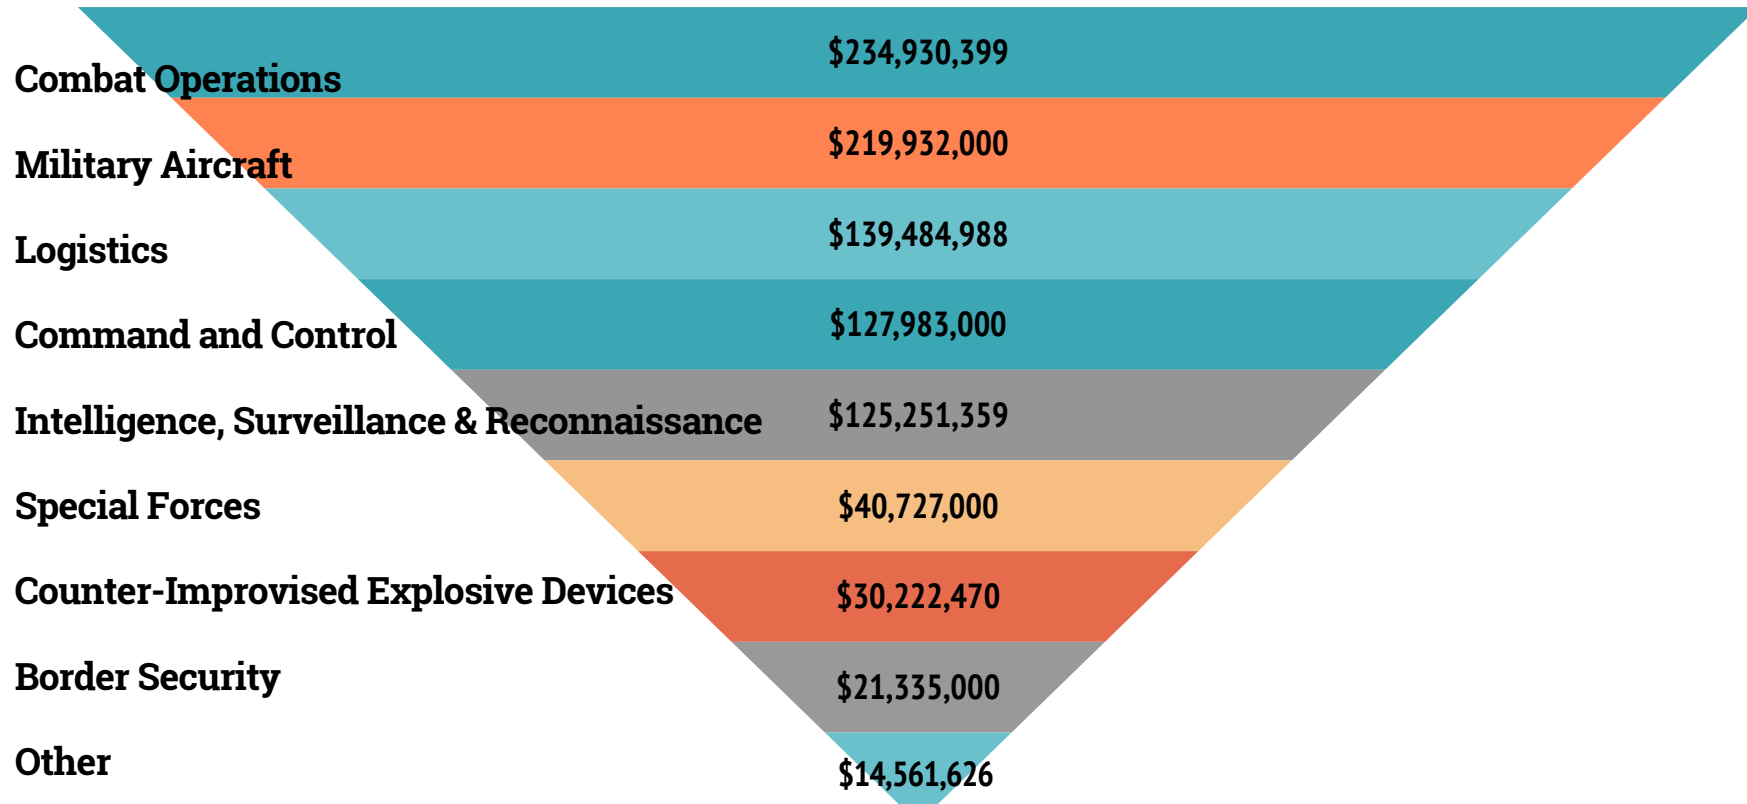 Combat Operations
$234,930,399
Military Aircraft
$219,932,000
Logistics
$139,484,988
Command and Control
$127,983,000
Intelligence, Surveillance & Reconnaissance
$125,251,359
Special Forces
$40,727,000
Counter-Improvised Explosive Devices
$30,222,470
Border Security
$21,335,000
Other
$14,561,626